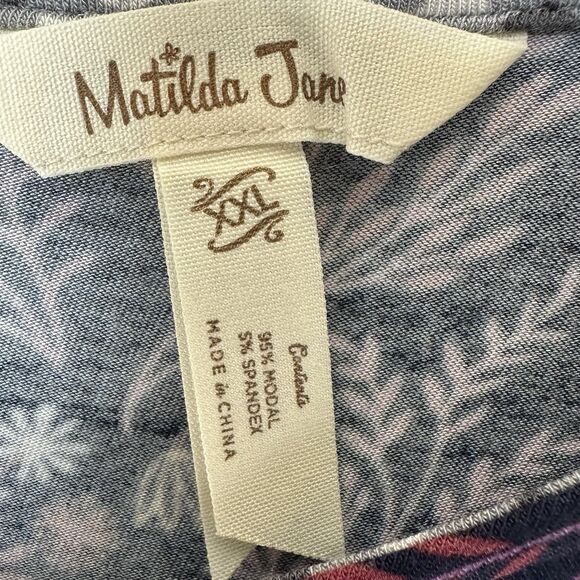 Matilda Jane
XXL
Contents
95% MODAL
5% SPANDEX
MADE in CHINA